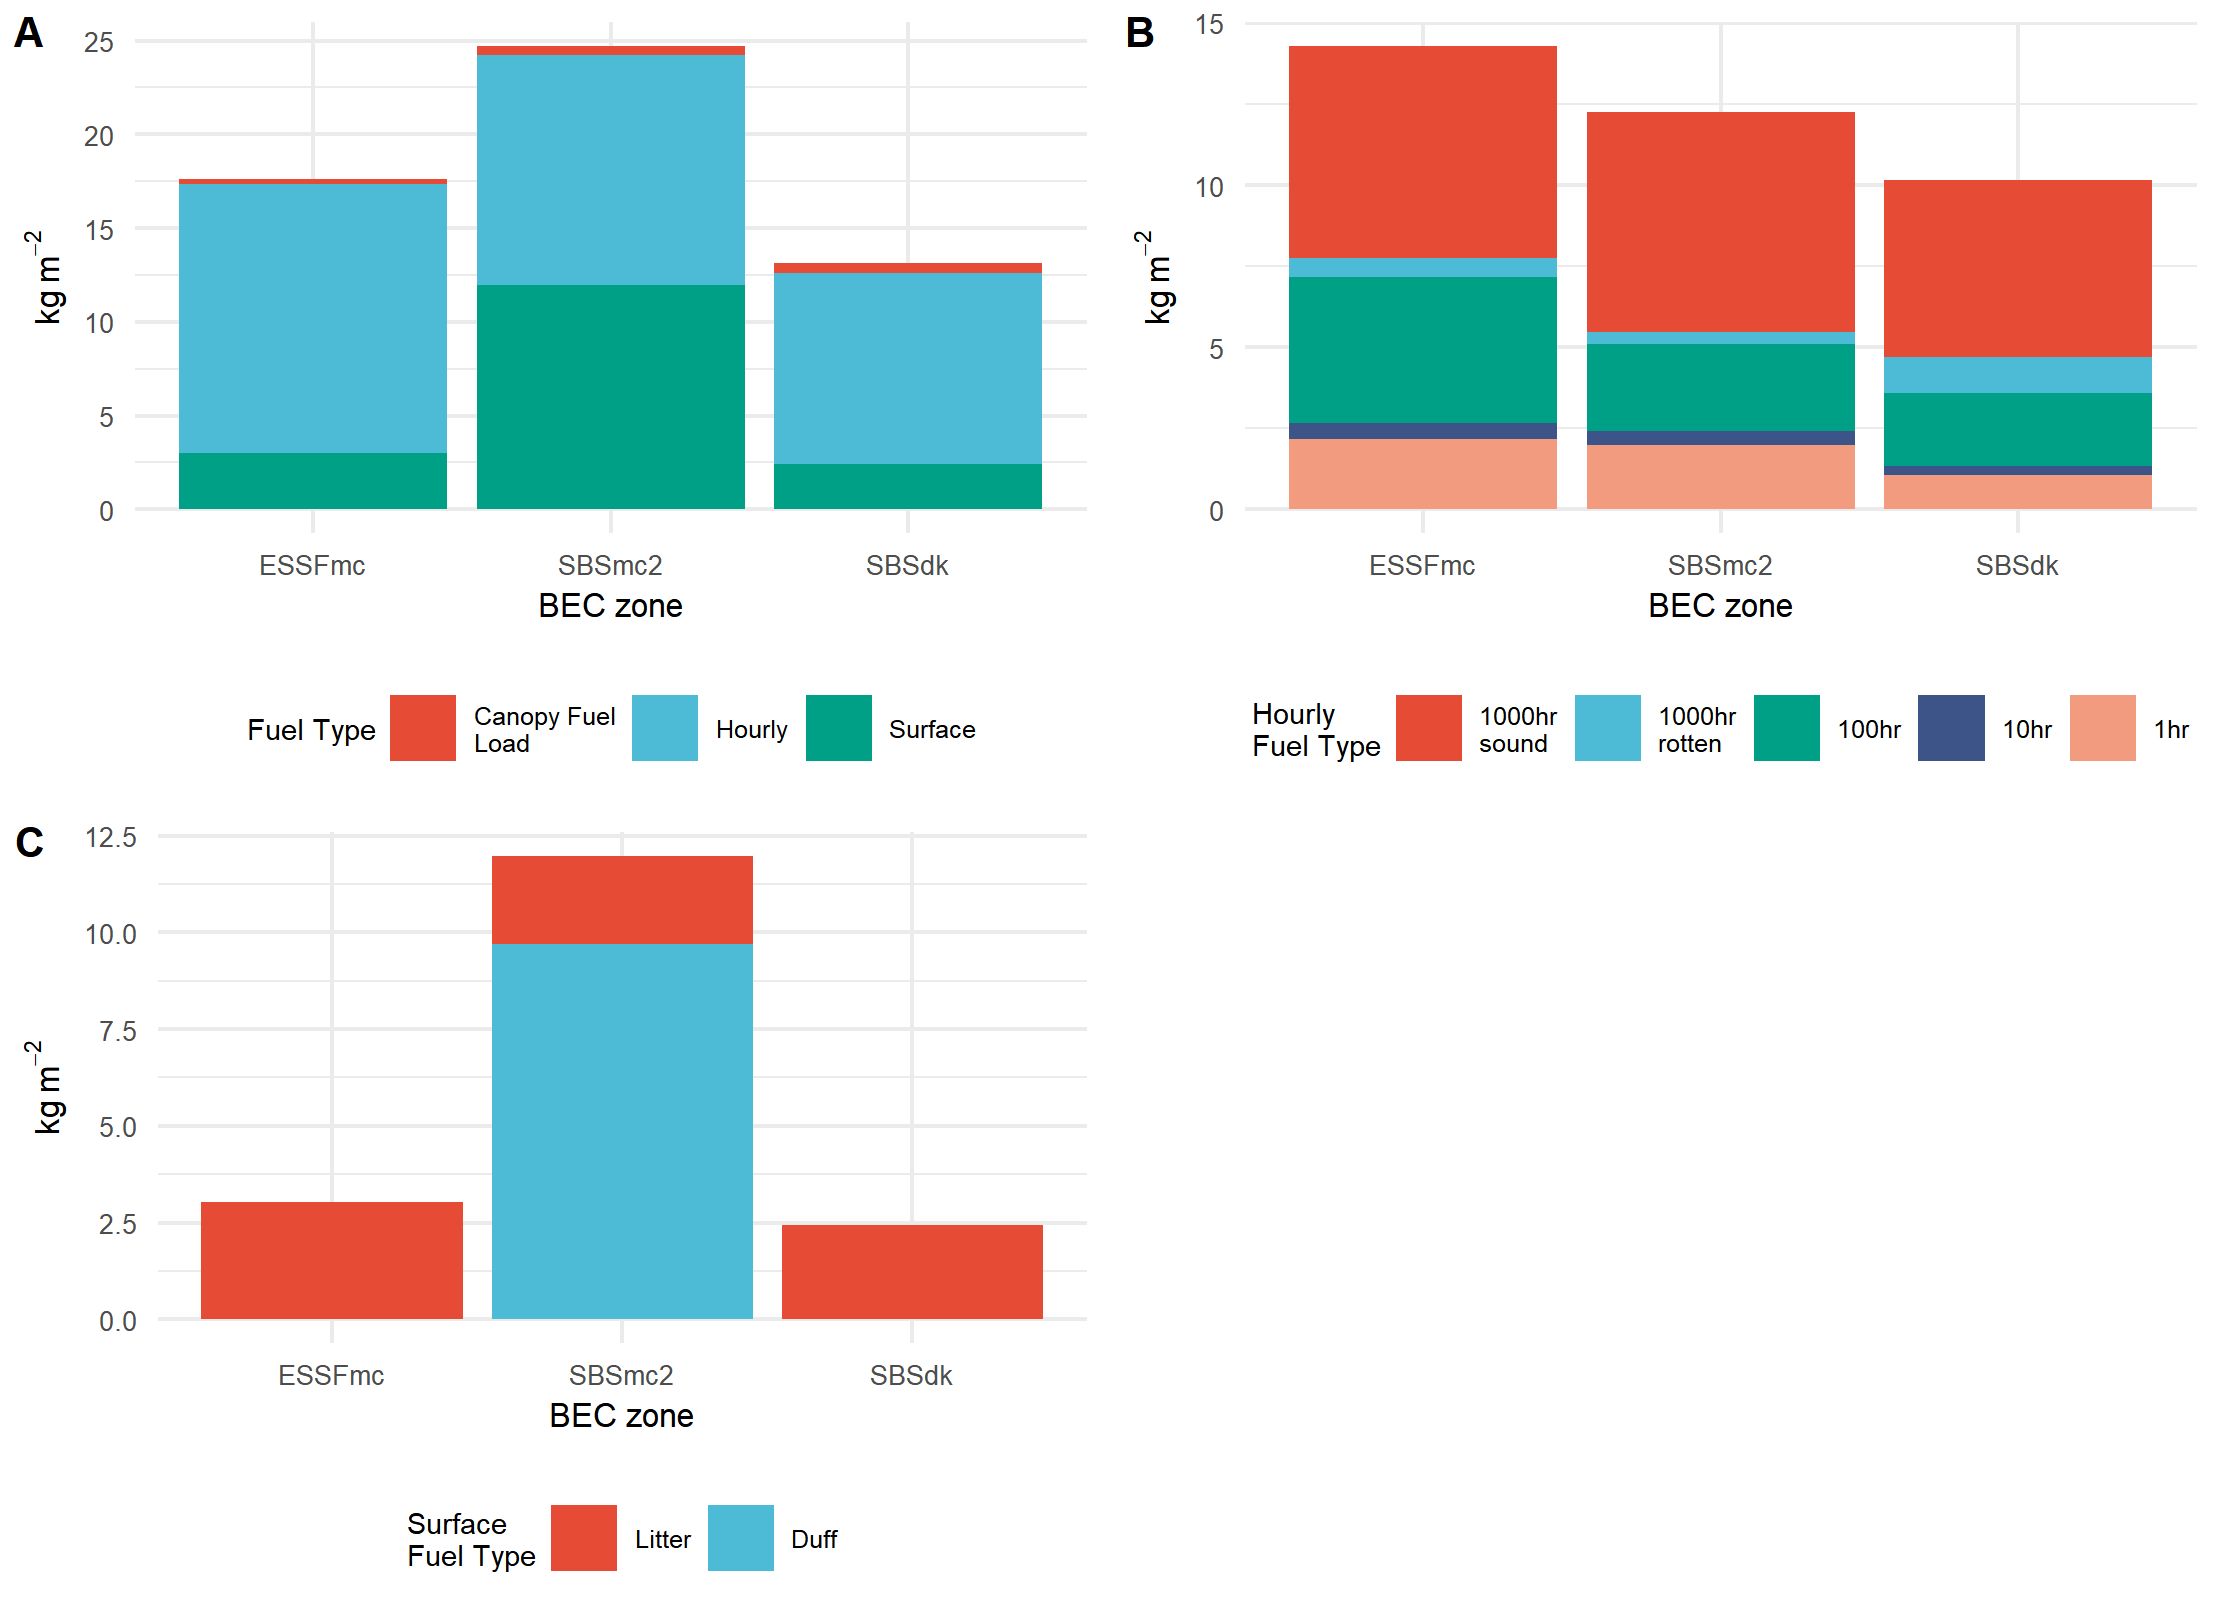 A
25
20
15
10
5
0
kg m−2
ESSFmc SBSmc2 SBSdk
BEC zone
Fuel Type Canopy Fuel Load Hourly Surface
B
15
10
5
0
kg m−2
ESSFmc SBSmc2 SBSdk
BEC zone
Hourly Fuel Type 1000hr sound 1000hr rotten 100hr 10hr 1hr
C
12.5
10.0
7.5
5.0
2.5
0.0
kg m−2
ESSFmc SBSmc2 SBSdk
BEC zone
Surface Fuel Type Litter Duff